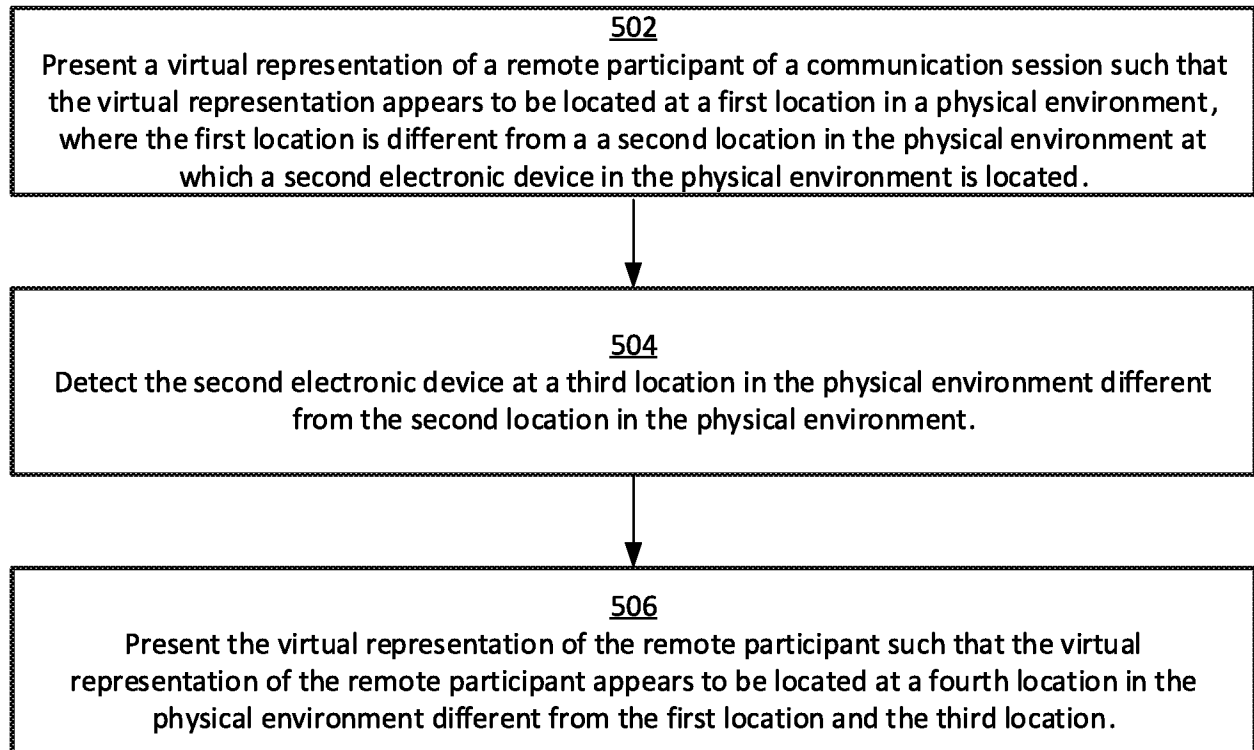 502
Present a virtual representation of a remote participant of a communication session such that
the virtual representation appears to be located at a first location in a physical environment,
where the first location is different from a a second location in the physical environment at
which a second electronic device in the physical environment is located.
504
Detect the second electronic device at a third location in the physical environment different
from the second location in the physical environment.
506
Present the virtual representation of the remote participant such that the virtual
representation of the remote participant appears to be located at a fourth location in the
physical environment different from the first location and the third location.